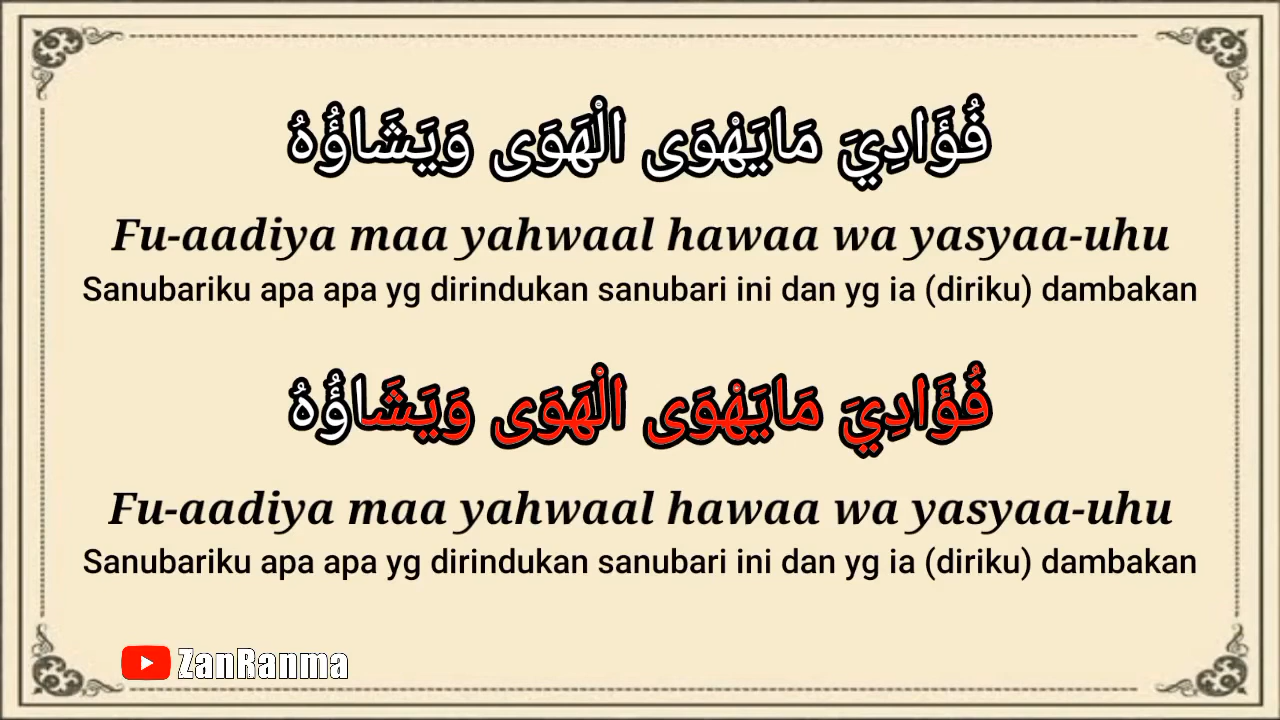 فُؤَادِيَ مَايَهْوَى الْهَوَى وَيَشَاؤُهُ
Fu-aadiya maa yahwaal hawaa wa yasyaa-uhu
Sanubariku apa apa yg dirindukan sanubari ini dan yg ia (diriku) dambakan
فُؤَادِيَ مَايَهْوَى الْهَوَى وَيَشَاؤُهُ
Fu-aadiya maa yahwaal hawaa wa yasyaa-uhu
Sanubariku apa apa yg dirindukan sanubari ini dan yg ia (diriku) dambakan
ZanRanma